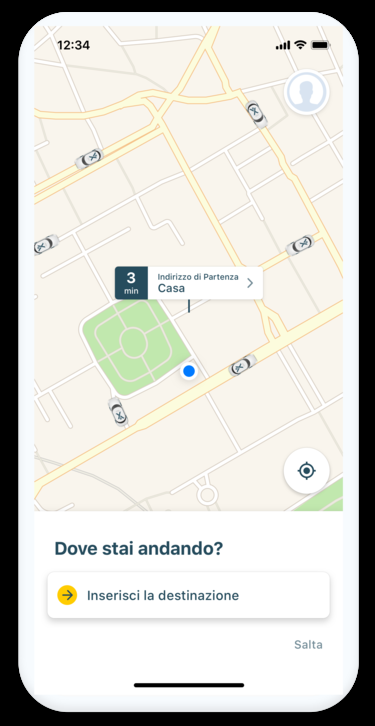 12:34
3
min
Indirizzo di Partenza
Casa
Dove stai andando?
Inserisci la destinazione
Salta